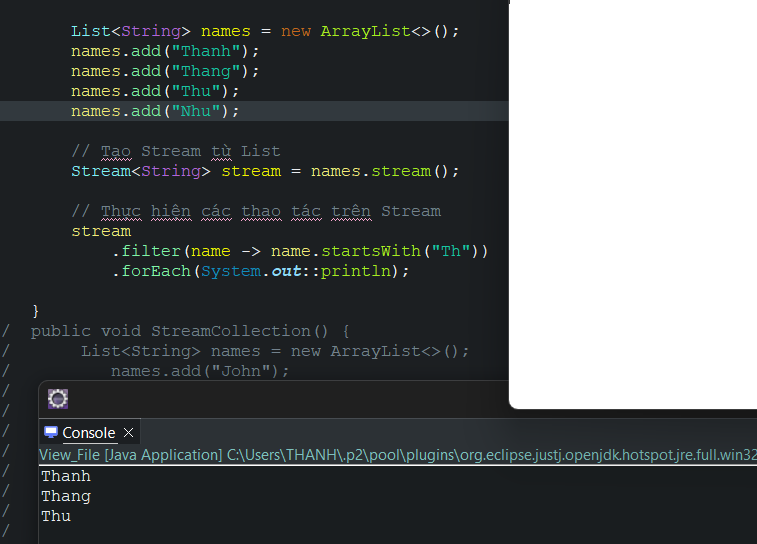 List<String> names = new ArrayList<>();
names.add("Thanh");
names.add("Thang");
names.add("Thu");
names.add("Nhu");
// Tạo Stream từ List
Stream<String> stream = names.stream();
// Thực hiện các thao tác trên Stream
stream
.filter(name -> name.startsWith("Th"))
.forEach(System.out::println);
}
/ public void StreamCollection() {
/ List<String> names = new ArrayList<>();
/ names.add("John");
/
/
/
/
/
/
/
/
Console
View_File [Java Application] C:\Users\THANH\.p2\pool\plugins\org.eclipse.justj.openjdk.hotspot.jre.full.win32
Thanh
Thang
Thu